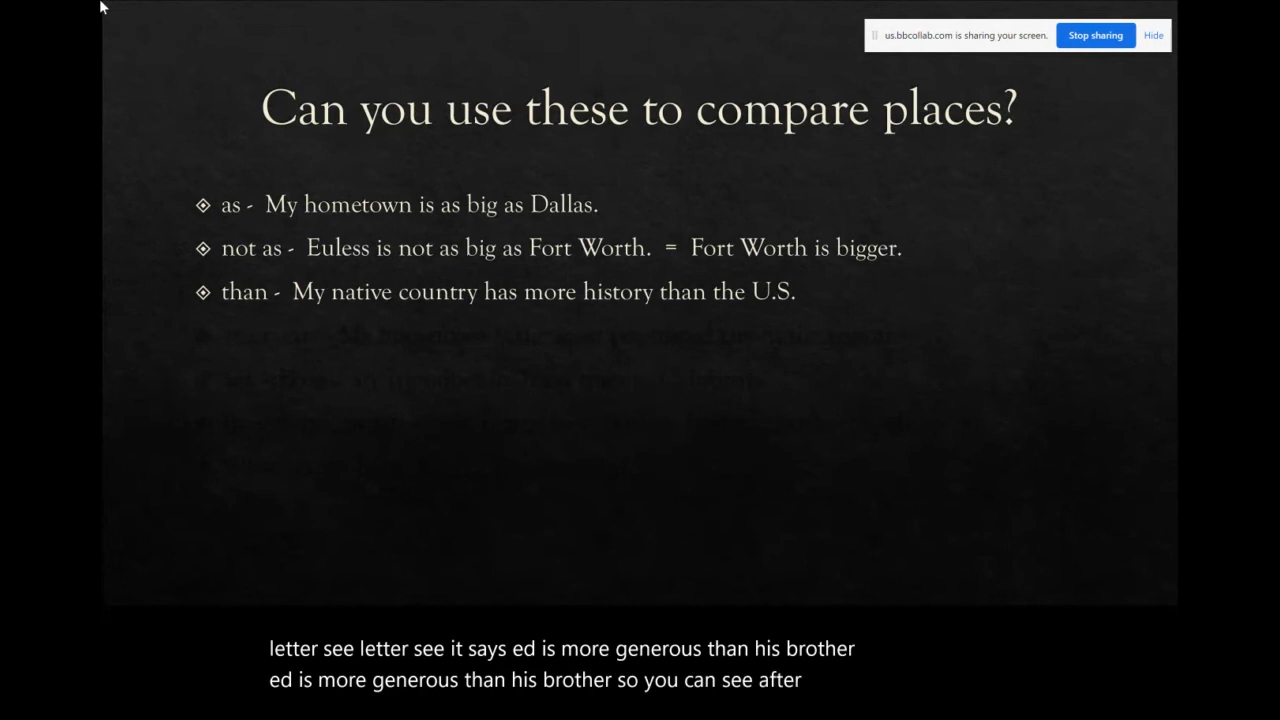 us.bbcollab.com is sharing your screen. Stop sharing Hide
Can you use these to compare places?
as - My hometown is as big as Dallas.
not as - Euless is not as big as Fort Worth. = Fort Worth is bigger.
than - My native country has more history than the U.S.
letter see letter see it says ed is more generous than his brother
ed is more generous than his brother so you can see after